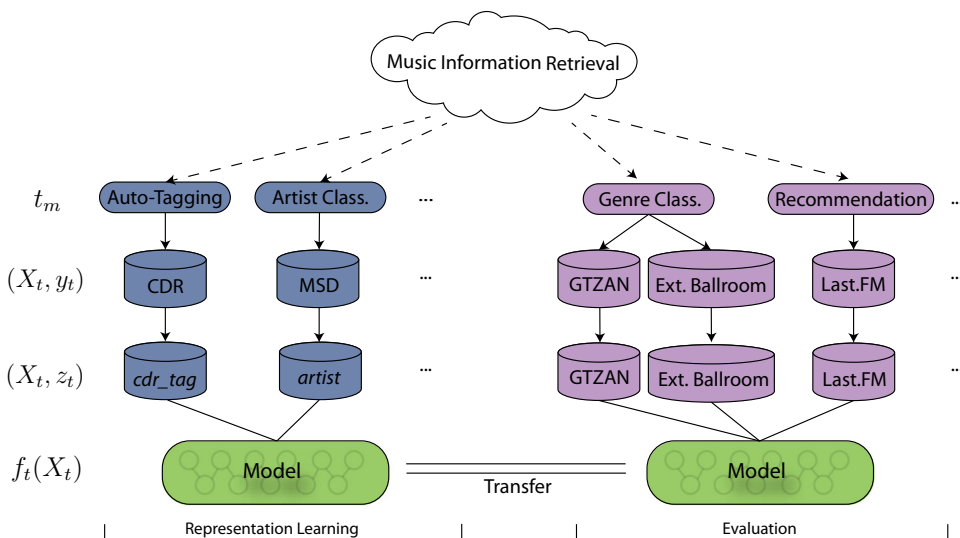 Music Information Retrieval
t_m Auto-Tagging Artist Class. ... Genre Class. Recommendation ..
(X_t, y_t) CDR MSD ... GTZAN Ext. Ballroom Last.FM ..
(X_t, z_t) cdr_tag artist ... GTZAN Ext. Ballroom Last.FM ..
f_t(X_t) Model Transfer Model
Representation Learning Evaluation